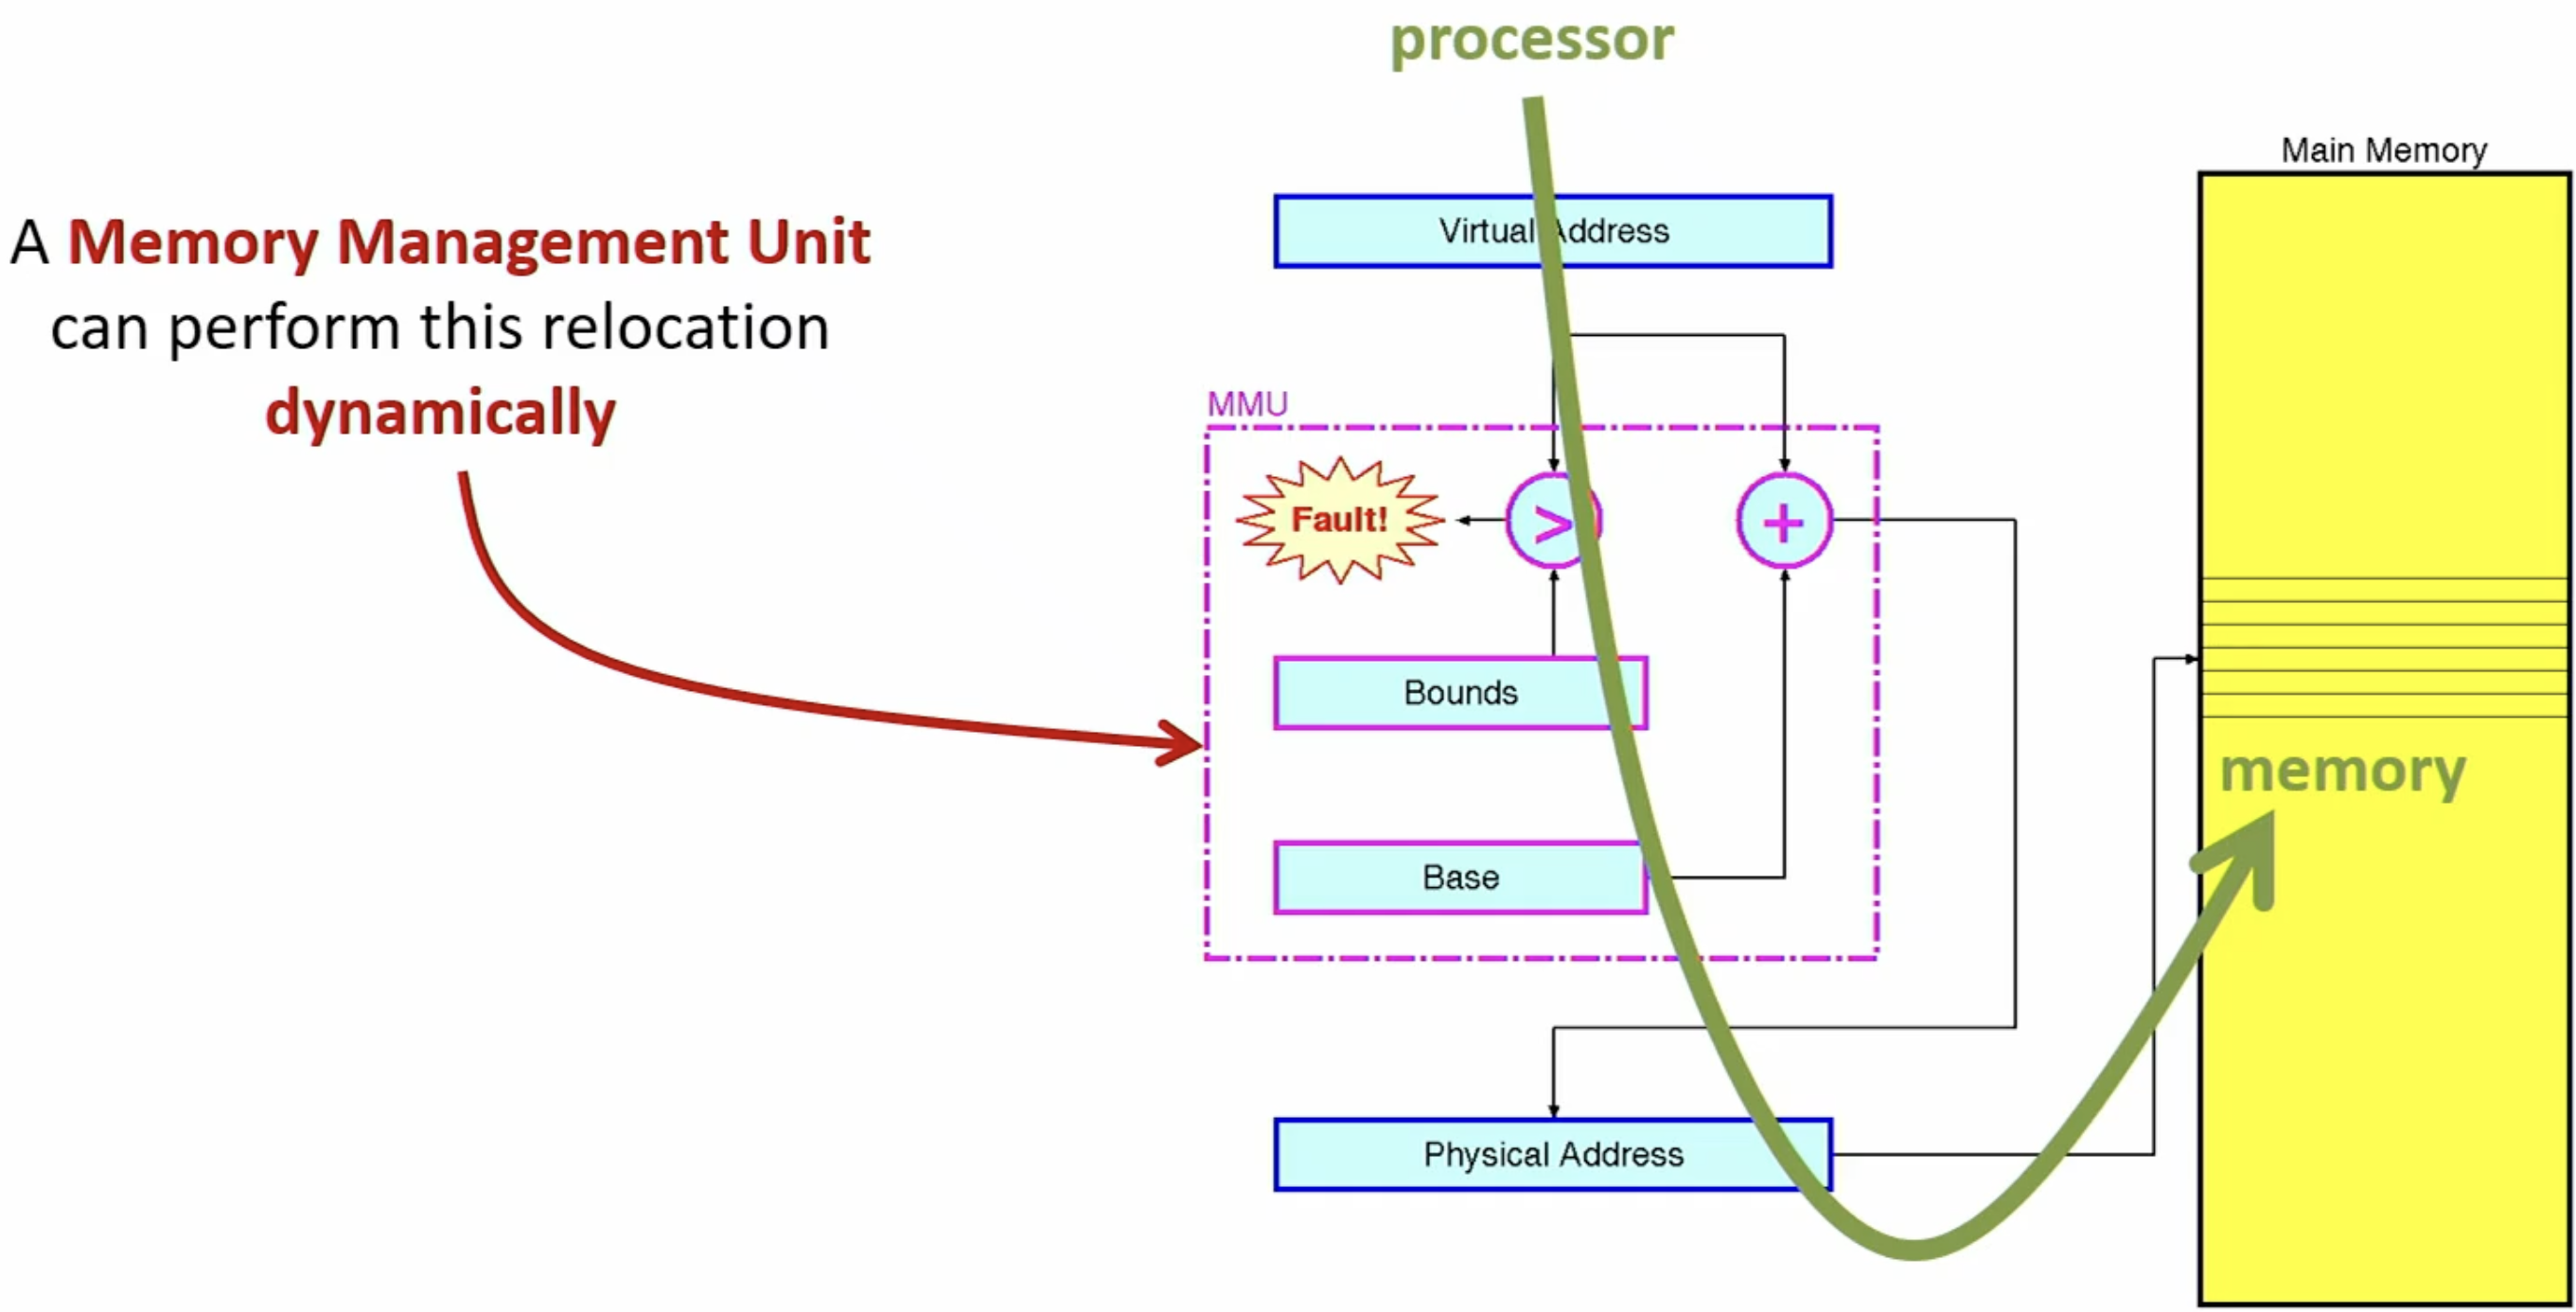 processor
Main Memory
A Memory Management Unit
can perform this relocation
dynamically
Virtual Address
MMU
Fault!
>
+
Bounds
memory
Base
Physical Address